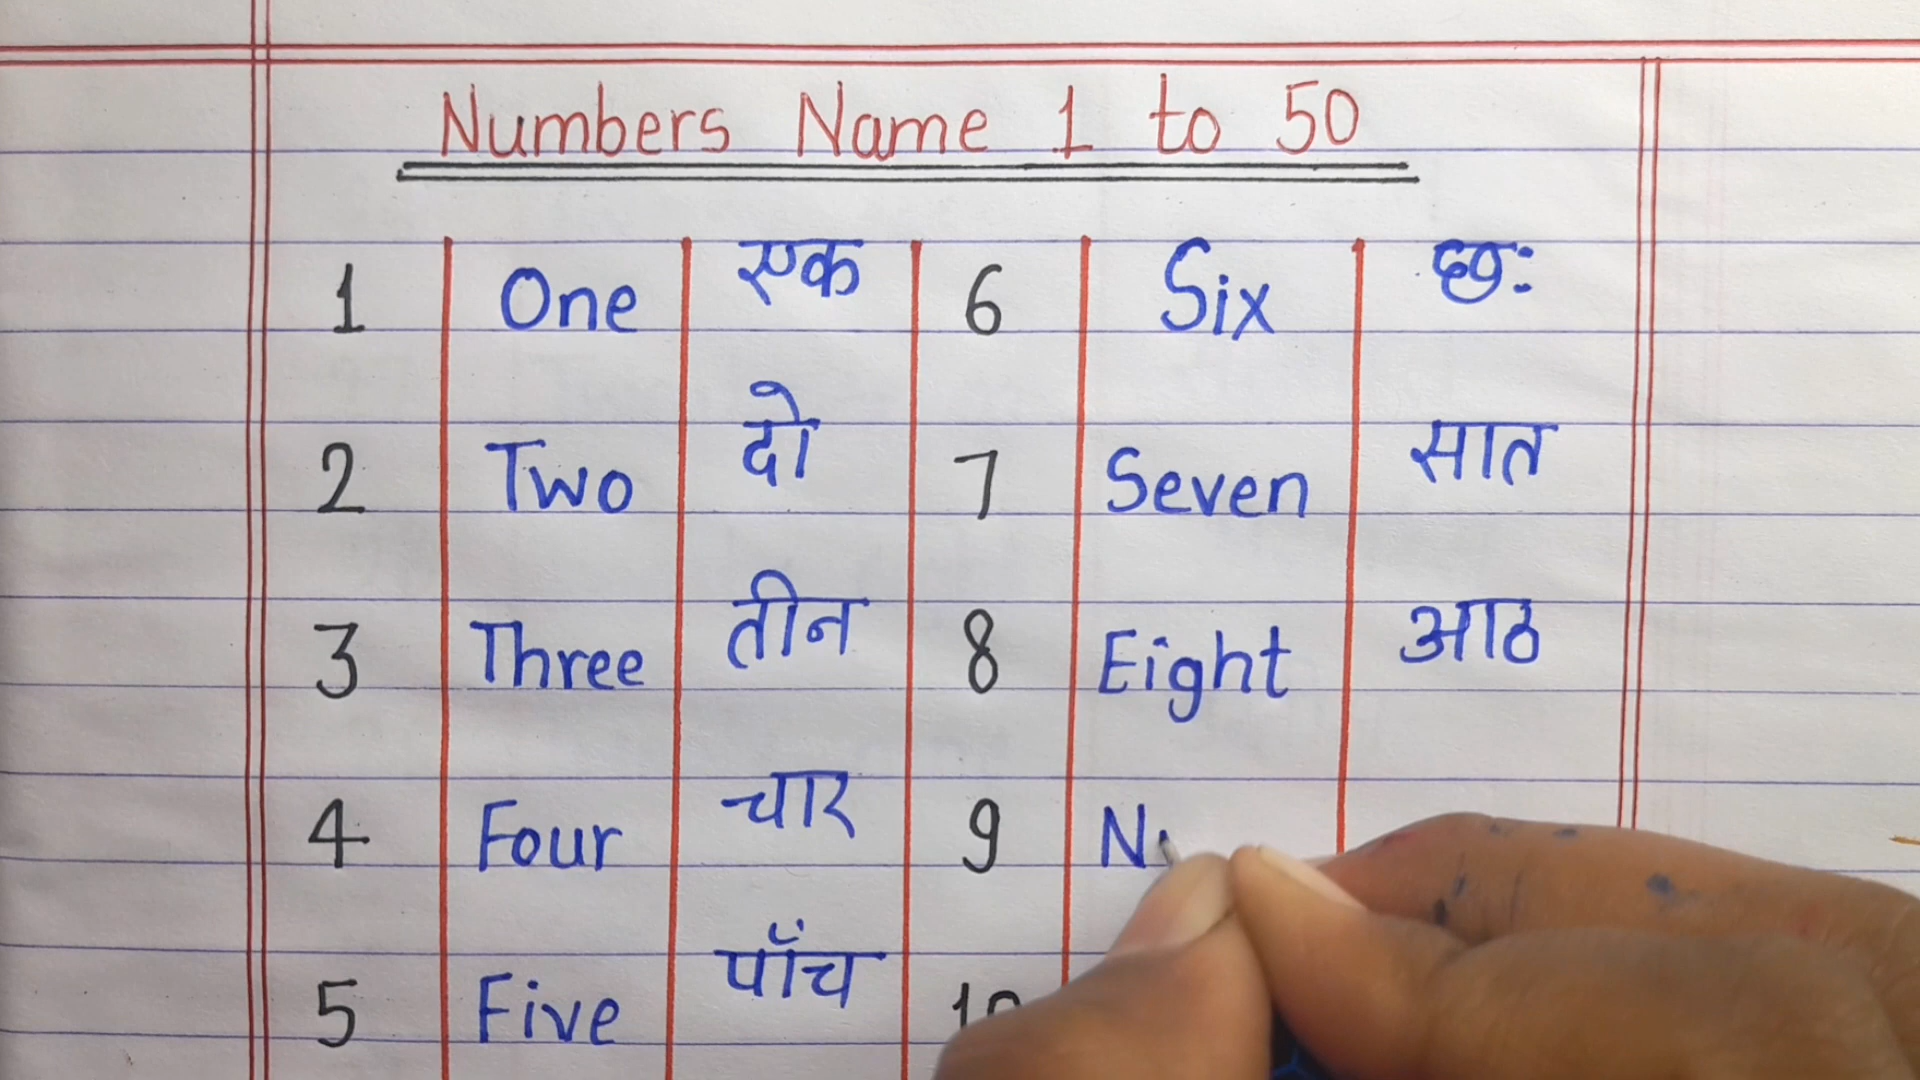 Numbers Name 1 to 50
1 One एक 6 Six छः
2 Two दो 7 Seven सात
3 Three तीन 8 Eight आठ
4 Four चार 9 N
5 Five पाँच 10